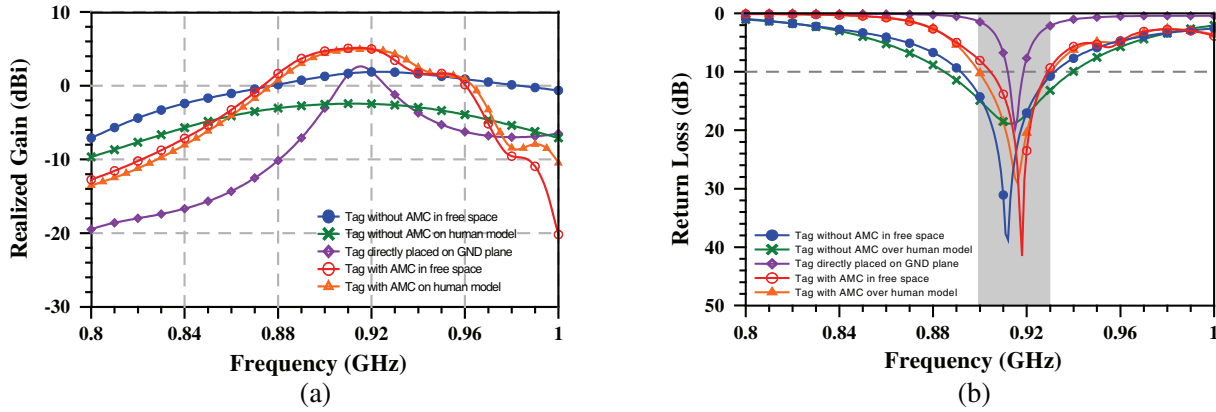 10
0
-10
-20
-30
Realized Gain (dBi)
Tag without AMC in free space
Tag without AMC on human model
Tag directly placed on GND plane
Tag with AMC in free space
Tag with AMC on human model
0.8 0.84 0.88 0.92 0.96 1
Frequency (GHz)
(a)
0
10
20
30
40
50
Return Loss (dB)
Tag without AMC in free space
Tag without AMC over human model
Tag directly placed on GND plane
Tag with AMC in free space
Tag with AMC over human model
0.8 0.84 0.88 0.92 0.96 1
Frequency (GHz)
(b)